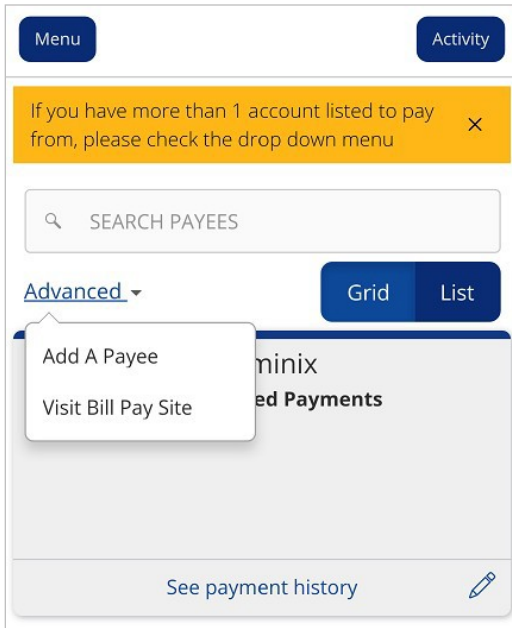 Menu
Activity
If you have more than 1 account listed to pay
from, please check the drop down menu
SEARCH PAYEES
Advanced
Grid
List
Add A Payee
Visit Bill Pay Site
minix
ed Payments
See payment history